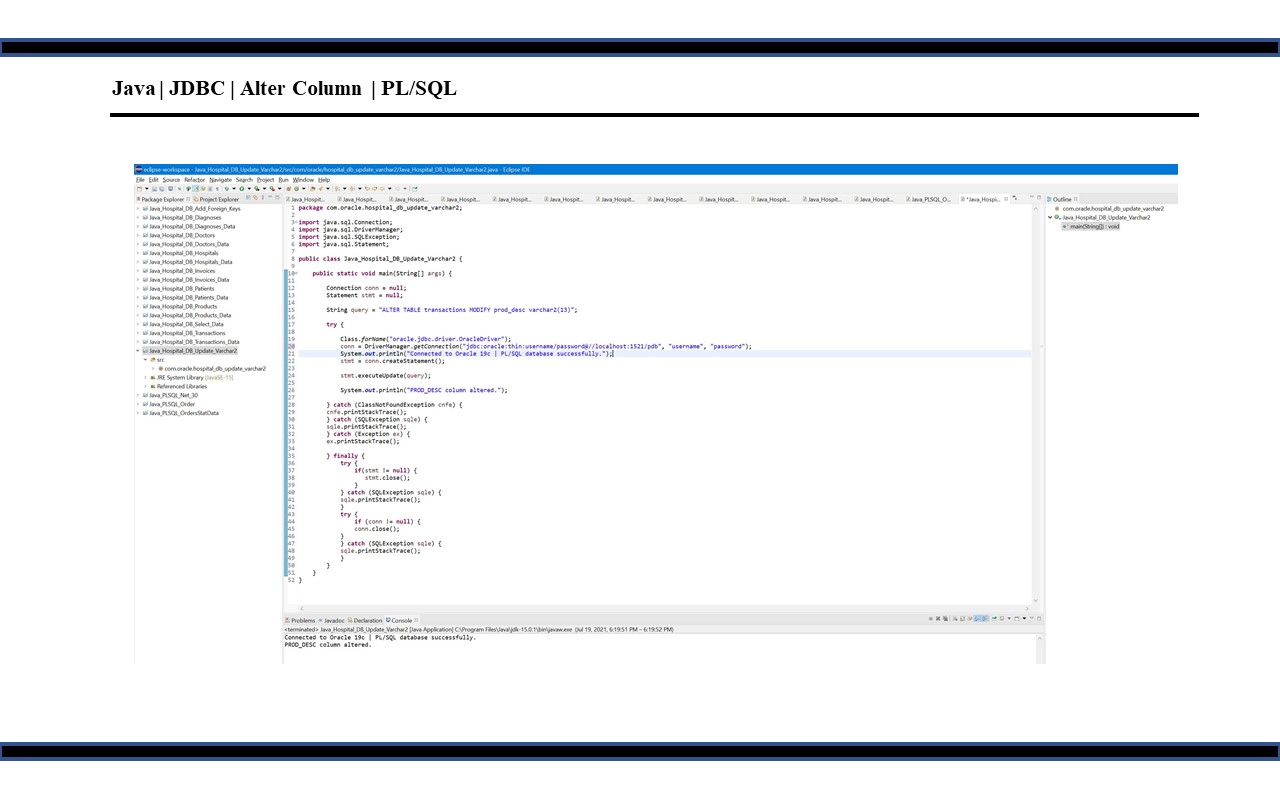 Java | JDBC | Alter Column | PL/SQL
eclipse-workspace - Java_Hospital_DB_Update_Varchar2/src/com/oracle/hospital_db_update_varchar2/Java_Hospital_DB_Update_Varchar2.java - Eclipse IDE
File Edit Source Refactor Navigate Search Project Run Window Help
Package Explorer Project Explorer
Java_Hospital_DB_Add_Foreign_Keys
Java_Hospital_DB_Diagnoses
Java_Hospital_DB_Diagnoses_Data
Java_Hospital_DB_Doctors
Java_Hospital_DB_Doctors_Data
Java_Hospital_DB_Hospitals
Java_Hospital_DB_Hospitals_Data
Java_Hospital_DB_Invoices
Java_Hospital_DB_Invoices_Data
Java_Hospital_DB_Patients
Java_Hospital_DB_Patients_Data
Java_Hospital_DB_Products
Java_Hospital_DB_Products_Data
Java_Hospital_DB_Select_Data
Java_Hospital_DB_Transactions
Java_Hospital_DB_Transactions_Data
Java_Hospital_DB_Update_Varchar2
src
com.oracle.hospital_db_update_varchar2
JRE System Library [JavaSE-15]
Referenced Libraries
Java_PLSQL_Net_30
Java_PLSQL_Order
Java_PLSQL_OrdersStatData
Java_Hospit... Java_Hospit... Java_Hospit... Java_Hospit... Java_Hospit... Java_Hospit... Java_Hospit... Java_Hospit... Java_Hospit... Java_Hospit... Java_Hospit... Java_Hospit... Java_PLSQL_O... *Java_Hospi...
1 package com.oracle.hospital_db_update_varchar2;
2
3 import java.sql.Connection;
4 import java.sql.DriverManager;
5 import java.sql.SQLException;
6 import java.sql.Statement;
7
8 public class Java_Hospital_DB_Update_Varchar2 {
9
10 public static void main(String[] args) {
11
12 Connection conn = null;
13 Statement stmt = null;
14
15 String query = "ALTER TABLE transactions MODIFY prod_desc varchar2(13)";
16
17 try {
18
19 Class.forName("oracle.jdbc.driver.OracleDriver");
20 conn = DriverManager.getConnection("jdbc:oracle:thin:username/password@//localhost:1521/pdb", "username", "password");
21 System.out.println("Connected to Oracle 19c | PL/SQL database successfully.");
22 stmt = conn.createStatement();
23
24 stmt.executeUpdate(query);
25
26 System.out.println("PROD_DESC column altered.");
27
28 } catch (ClassNotFoundException cnfe) {
29 cnfe.printStackTrace();
30 } catch (SQLException sqle) {
31 sqle.printStackTrace();
32 } catch (Exception ex) {
33 ex.printStackTrace();
34
35 } finally {
36 try {
37 if(stmt != null) {
38 stmt.close();
39 }
40 } catch (SQLException sqle) {
41 sqle.printStackTrace();
42 }
43 try {
44 if (conn != null) {
45 conn.close();
46 }
47 } catch (SQLException sqle) {
48 sqle.printStackTrace();
49 }
50 }
51 }
52 }
Outline
com.oracle.hospital_db_update_varchar2
Java_Hospital_DB_Update_Varchar2
main(String[]) : void
Problems Javadoc Declaration Console
<terminated> Java_Hospital_DB_Update_Varchar2 [Java Application] C:\Program Files\Java\jdk-15.0.1\bin\javaw.exe (Jul 19, 2021, 6:19:51 PM – 6:19:52 PM)
Connected to Oracle 19c | PL/SQL database successfully.
PROD_DESC column altered.